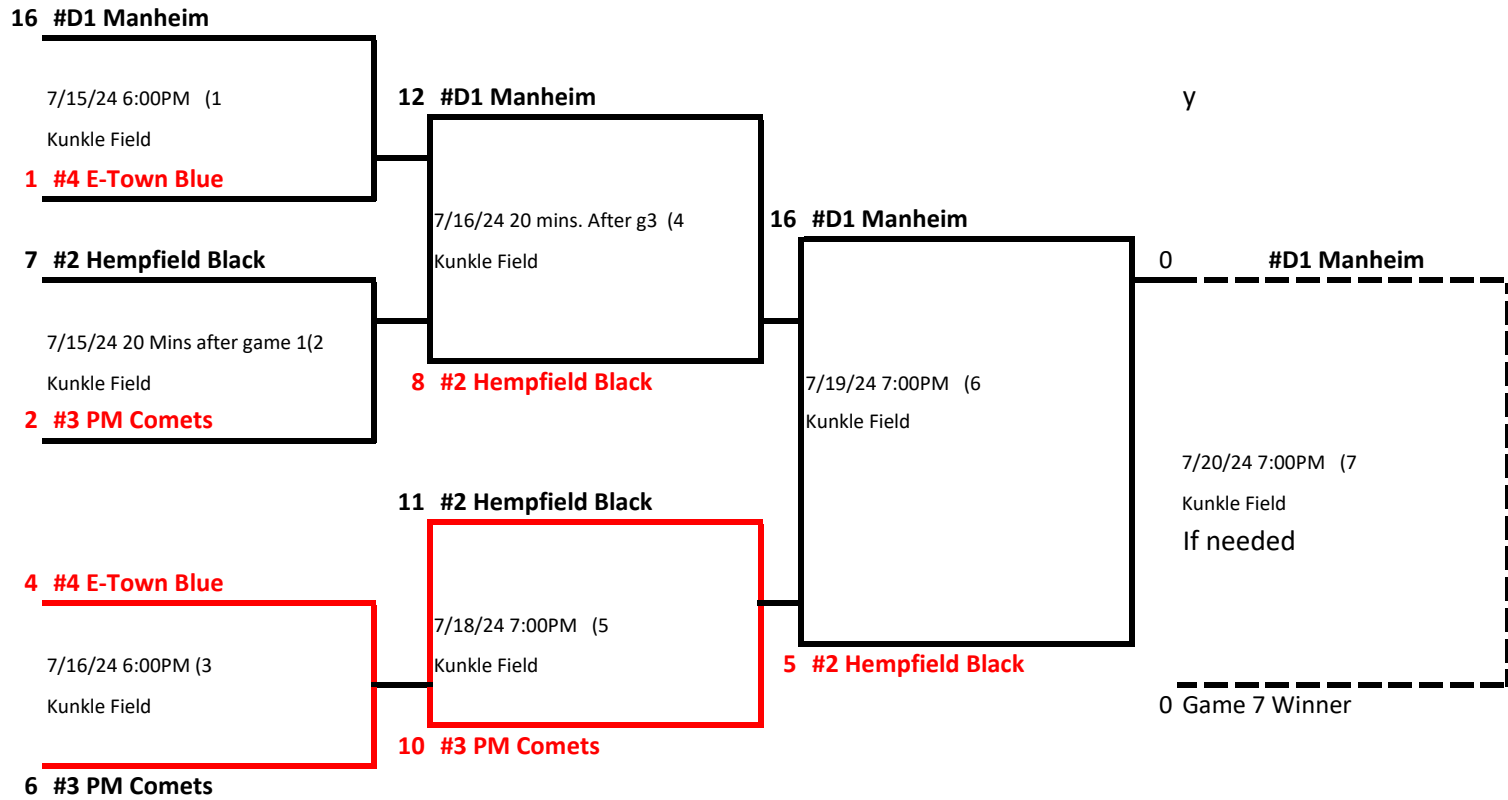 16 #D1 Manheim
7/15/24 6:00PM (1
Kunkle Field
1 #4 E-Town Blue
7 #2 Hempfield Black
7/15/24 20 Mins after game 1(2
Kunkle Field
2 #3 PM Comets
4 #4 E-Town Blue
7/16/24 6:00PM (3
Kunkle Field
6 #3 PM Comets
12 #D1 Manheim
7/16/24 20 mins. After g3 (4
Kunkle Field
8 #2 Hempfield Black
11 #2 Hempfield Black
7/18/24 7:00PM (5
Kunkle Field
10 #3 PM Comets
16 #D1 Manheim
7/19/24 7:00PM (6
Kunkle Field
5 #2 Hempfield Black
y
0 #D1 Manheim
7/20/24 7:00PM (7
Kunkle Field
If needed
0 Game 7 Winner